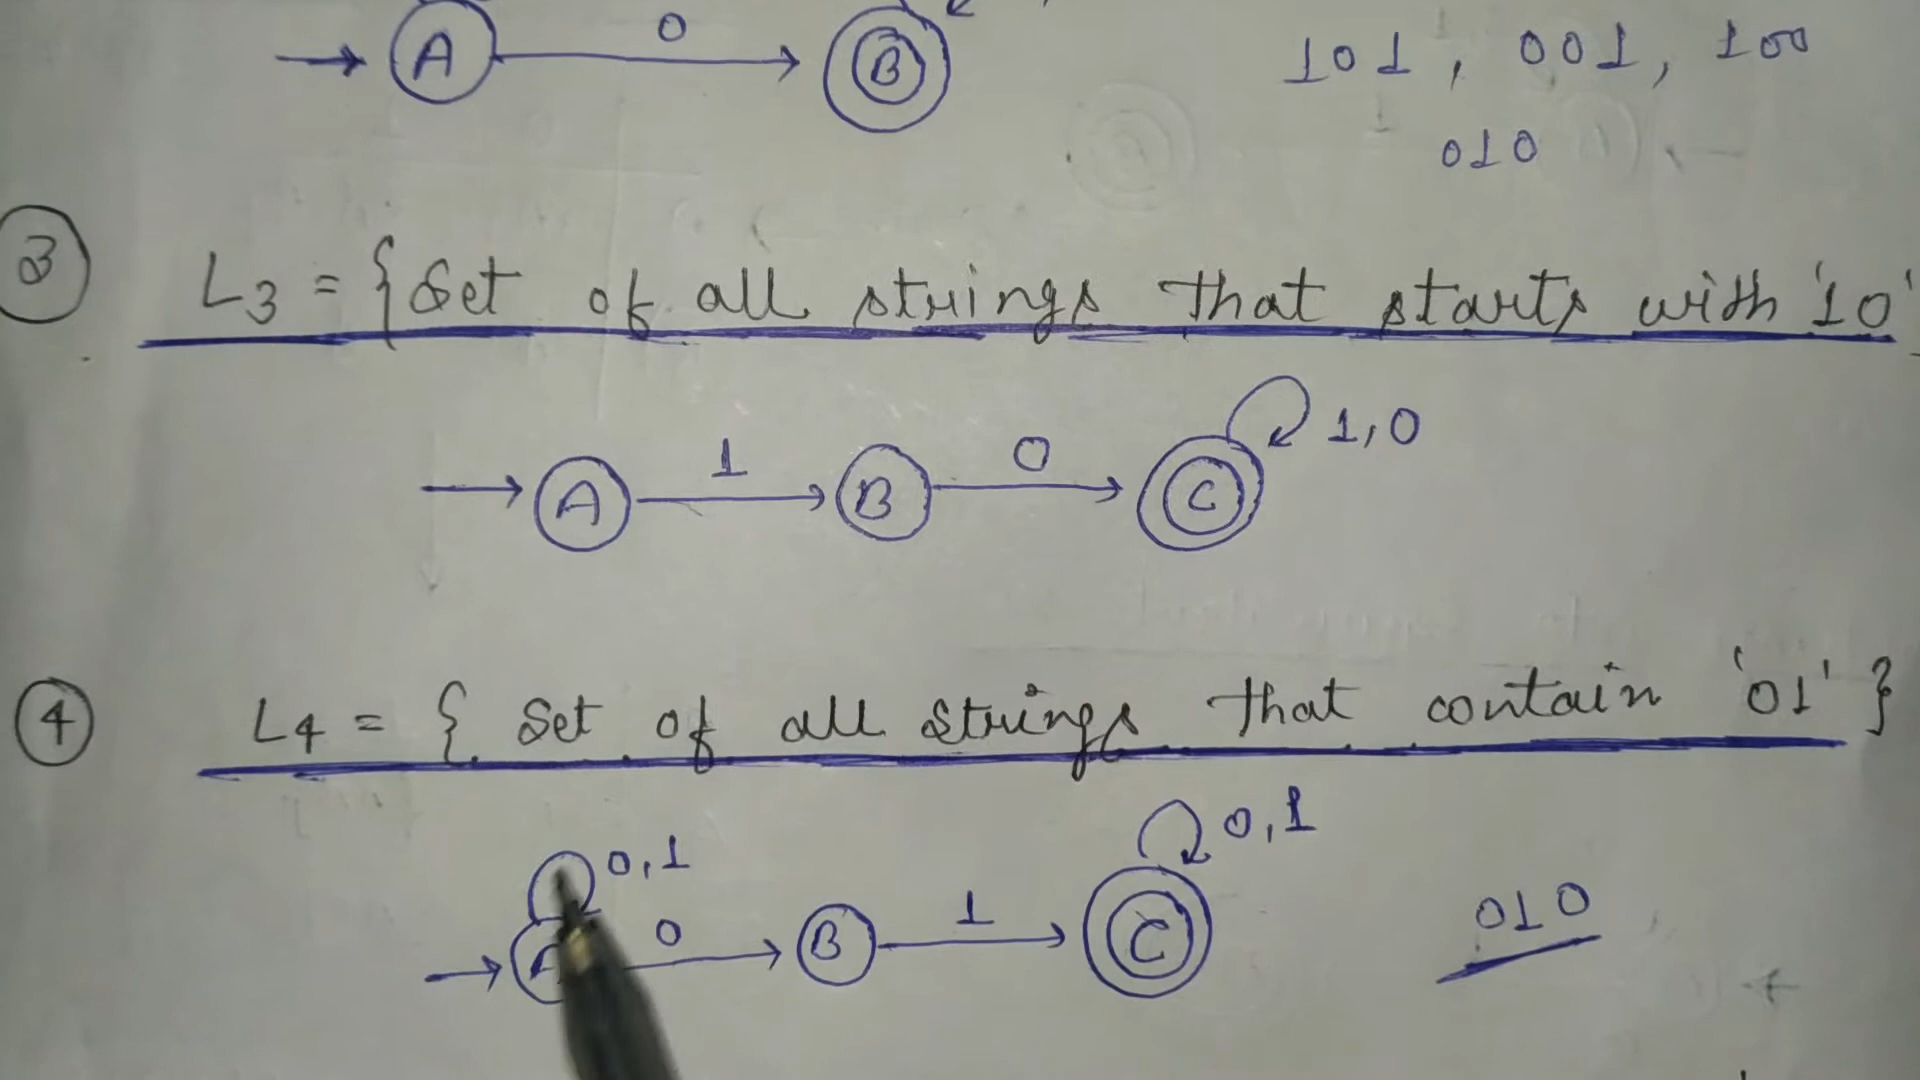 A 0 B 101, 001, 100
010
3 L3 = { Set of all strings that starts with '10'
A 1 B 0 C 1,0
4 L4 = { Set of all strings that contain '01' }
0,1 0,1
0 B 1 C 010